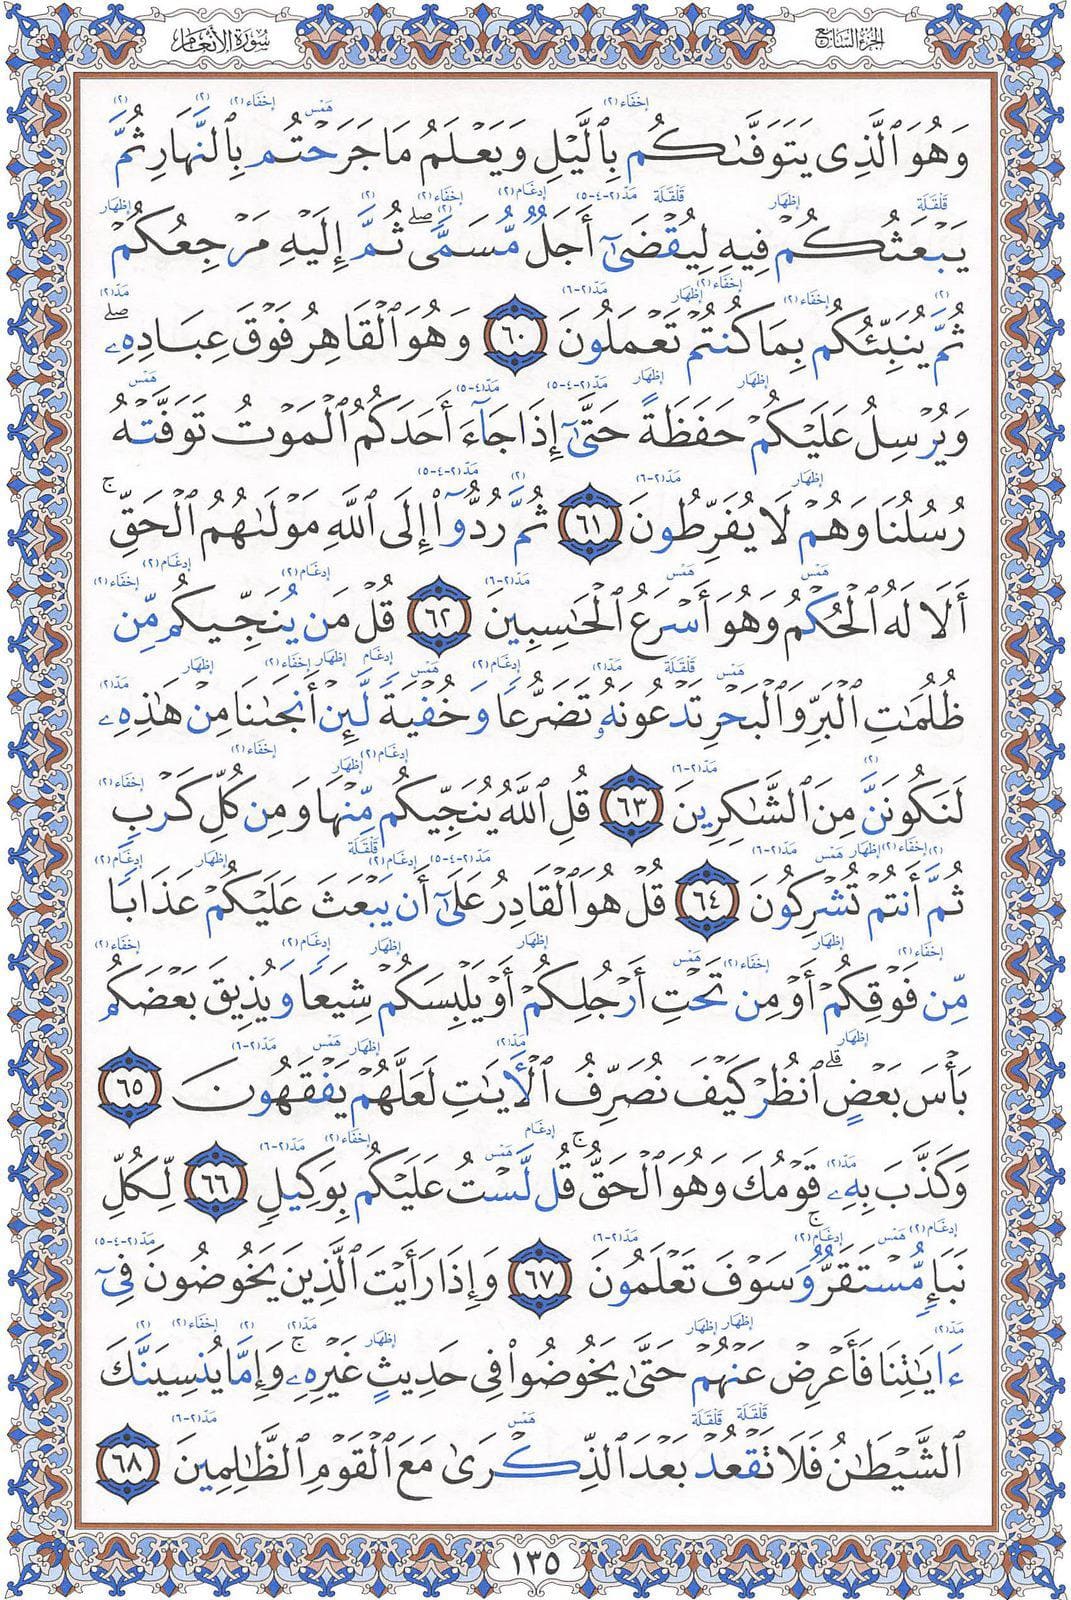 الجزء السابع
سورة الأنعام
وَهُوَ ٱلَّذِى يَتَوَفَّىٰكُم بِٱلَّيْلِ وَيَعْلَمُ مَا جَرَحْتُم بِٱلنَّهَارِ ثُمَّ
يَبْعَثُكُمْ فِيهِ لِيُقْضَىٰٓ أَجَلٌ مُّسَمًّى ۖ ثُمَّ إِلَيْهِ مَرْجِعُكُمْ
ثُمَّ يُنَبِّئُكُم بِمَا كُنتُمْ تَعْمَلُونَ ٦٠ وَهُوَ ٱلْقَاهِرُ فَوْقَ عِبَادِهِۦ ۖ
وَيُرْسِلُ عَلَيْكُمْ حَفَظَةً حَتَّىٰٓ إِذَا جَآءَ أَحَدَكُمُ ٱلْمَوْتُ تَوَفَّتْهُ
رُسُلُنَا وَهُمْ لَا يُفَرِّطُونَ ٦١ ثُمَّ رُدُّوٓا۟ إِلَى ٱللَّهِ مَوْلَىٰهُمُ ٱلْحَقِّ ۚ
أَلَا لَهُ ٱلْحُكْمُ وَهُوَ أَسْرَعُ ٱلْحَـٰسِبِينَ ٦٢ قُلْ مَن يُنَجِّيكُم مِّن
ظُلُمَـٰتِ ٱلْبَرِّ وَٱلْبَحْرِ تَدْعُونَهُۥ تَضَرُّعًا وَخُفْيَةً لَّئِنْ أَنجَىٰنَا مِنْ هَـٰذِهِۦ
لَنَكُونَنَّ مِنَ ٱلشَّـٰكِرِينَ ٦٣ قُلِ ٱللَّهُ يُنَجِّيكُم مِّنْهَا وَمِن كُلِّ كَرْبٍ
ثُمَّ أَنتُمْ تُشْرِكُونَ ٦٤ قُلْ هُوَ ٱلْقَادِرُ عَلَىٰٓ أَن يَبْعَثَ عَلَيْكُمْ عَذَابًا
مِّن فَوْقِكُمْ أَوْ مِن تَحْتِ أَرْجُلِكُمْ أَوْ يَلْبِسَكُمْ شِيَعًا وَيُذِيقَ بَعْضَكُم
بَأْسَ بَعْضٍ ۗ ٱنظُرْ كَيْفَ نُصَرِّفُ ٱلْـَٔايَـٰتِ لَعَلَّهُمْ يَفْقَهُونَ ٦٥
وَكَذَّبَ بِهِۦ قَوْمُكَ وَهُوَ ٱلْحَقُّ ۚ قُل لَّسْتُ عَلَيْكُم بِوَكِيلٍ ٦٦ لِّكُلِّ
نَبَإٍ مُّسْتَقَرٌّ ۚ وَسَوْفَ تَعْلَمُونَ ٦٧ وَإِذَا رَأَيْتَ ٱلَّذِينَ يَخُوضُونَ فِىٓ
ءَايَـٰتِنَا فَأَعْرِضْ عَنْهُمْ حَتَّىٰ يَخُوضُوا۟ فِى حَدِيثٍ غَيْرِهِۦ ۚ وَإِمَّا يُنسِيَنَّكَ
ٱلشَّيْطَـٰنُ فَلَا تَقْعُدْ بَعْدَ ٱلذِّكْرَىٰ مَعَ ٱلْقَوْمِ ٱلظَّـٰلِمِينَ ٦٨
١٣٥